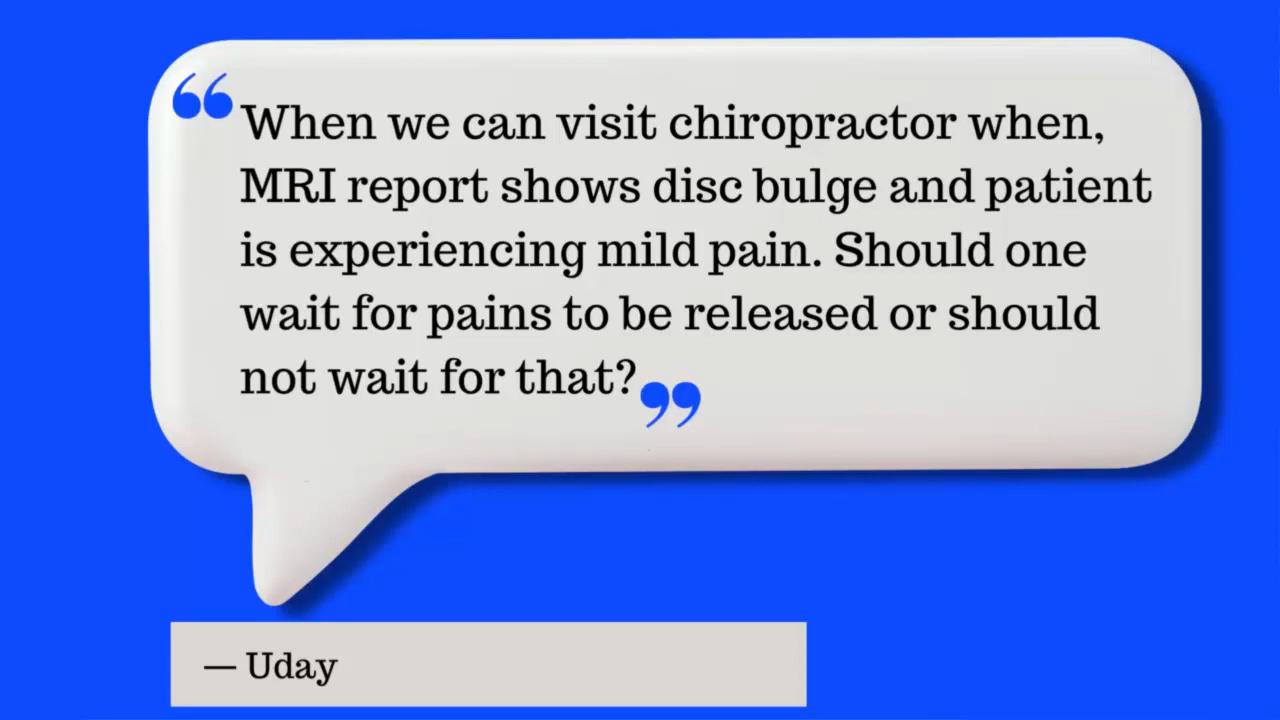 “When we can visit chiropractor when,
MRI report shows disc bulge and patient
is experiencing mild pain. Should one
wait for pains to be released or should
not wait for that?”
— Uday